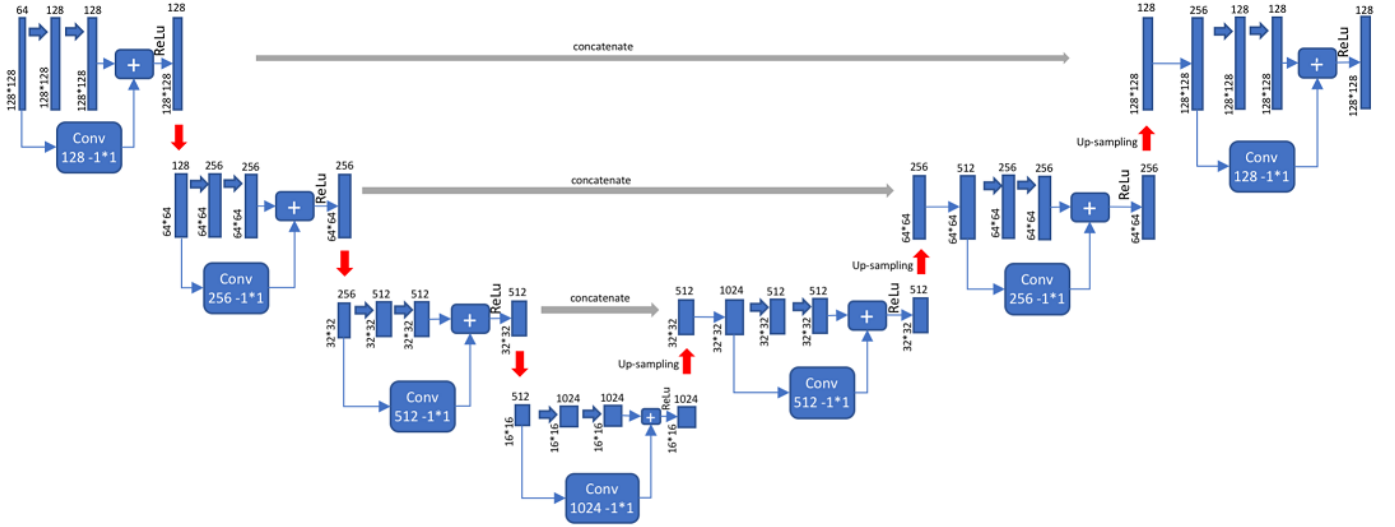 64 128 128 128
ReLu
128*128 128*128
Conv
128 -1*1
concatenate
128 256 128 128 128
ReLu
128*128 128*128 128*128 128*128 128*128
Conv
128 -1*1
Up-sampling
128 256 256 256
ReLu
64*64 64*64 64*64 64*64
Conv
256 -1*1
concatenate
256 512 256 256 256
ReLu
64*64 64*64 64*64 64*64 64*64
Conv
256 -1*1
Up-sampling
256 512 512 512
ReLu
32*32 32*32 32*32 32*32
Conv
512 -1*1
concatenate
512 1024 512 512 512
ReLu
32*32 32*32 32*32 32*32 32*32
Conv
512 -1*1
Up-sampling
512 1024 1024 1024
ReLu
16*16 16*16 16*16 16*16
Conv
1024 -1*1